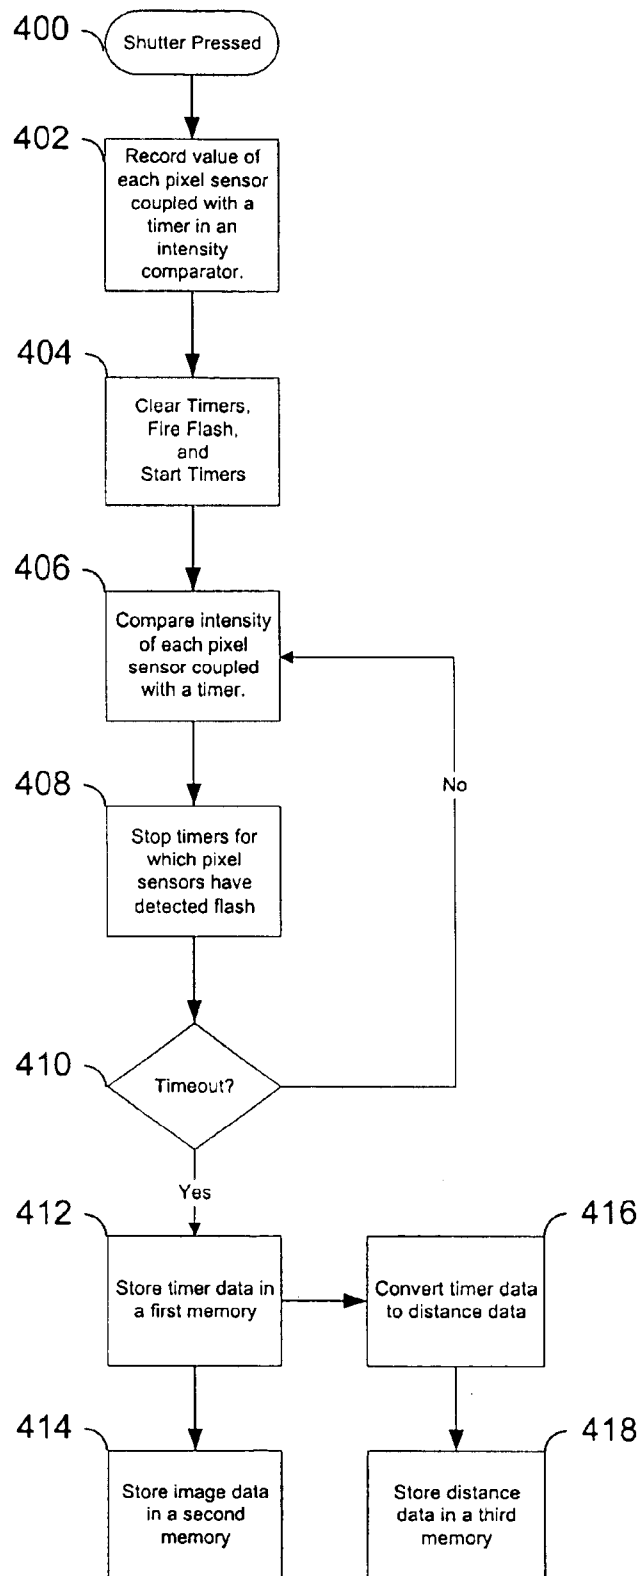 400
Shutter Pressed
402
Record value of
each pixel sensor
coupled with a
timer in an
intensity
comparator.
404
Clear Timers,
Fire Flash,
and
Start Timers
406
Compare intensity
of each pixel
sensor coupled
with a timer.
No
408
Stop timers for
which pixel
sensors have
detected flash
410
Timeout?
Yes
412
Store timer data in
a first memory
416
Convert timer data
to distance data
414
Store image data
in a second
memory
418
Store distance
data in a third
memory